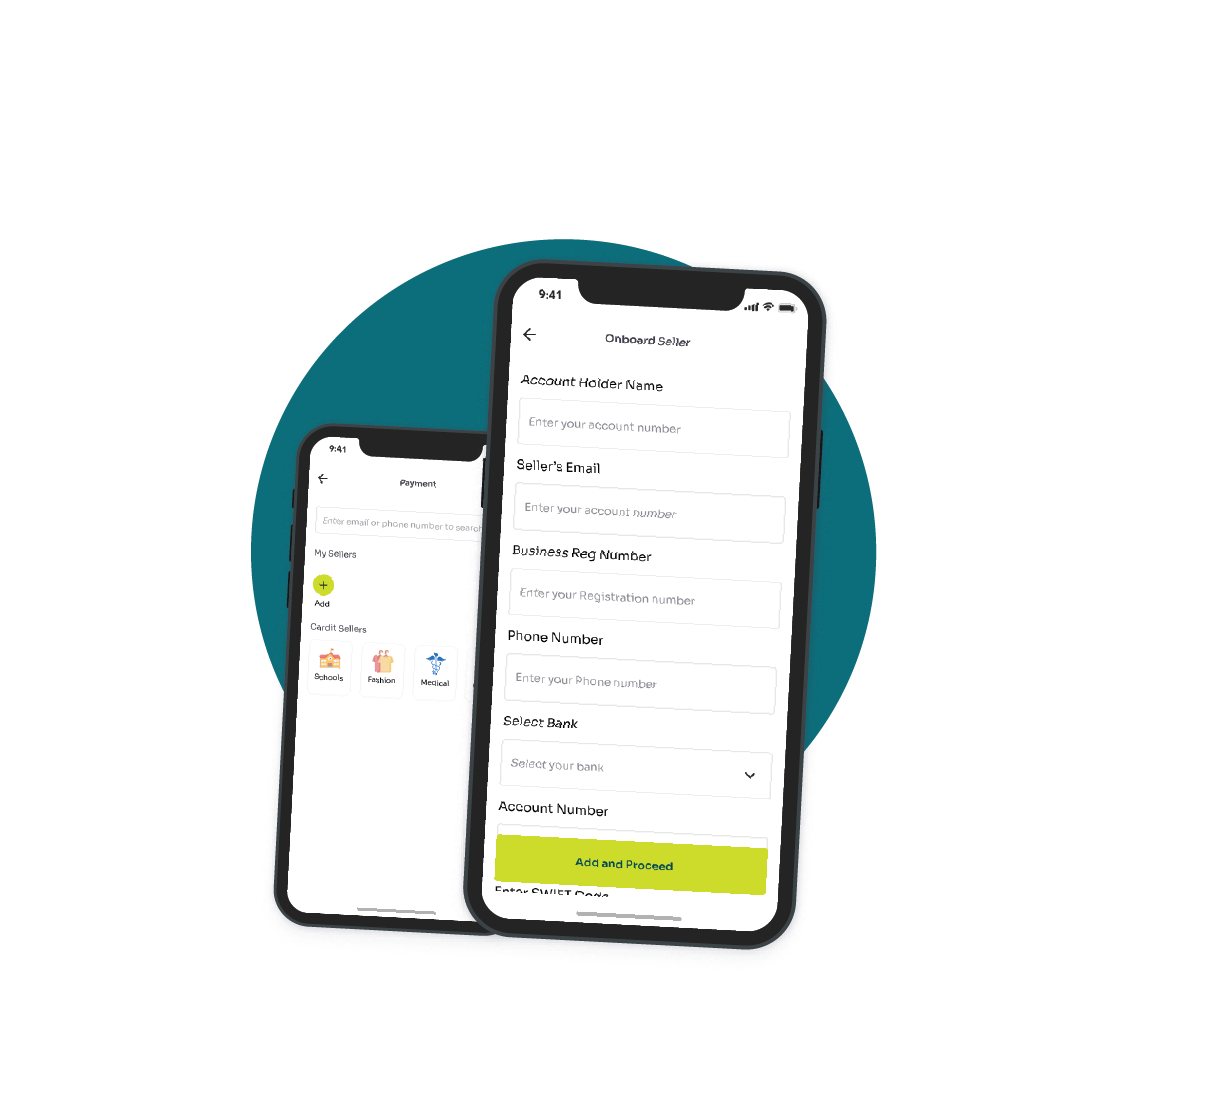 9:41
Payment
Enter email or phone number to search
My Sellers
Add
Cardit Sellers
Schools
Fashion
Medical
9:41
Onboard Seller
Account Holder Name
Enter your account number
Seller's Email
Enter your account number
Business Reg Number
Enter your Registration number
Phone Number
Enter your Phone number
Select Bank
Select your bank
Account Number
Add and Proceed
Enter SWIFT Code